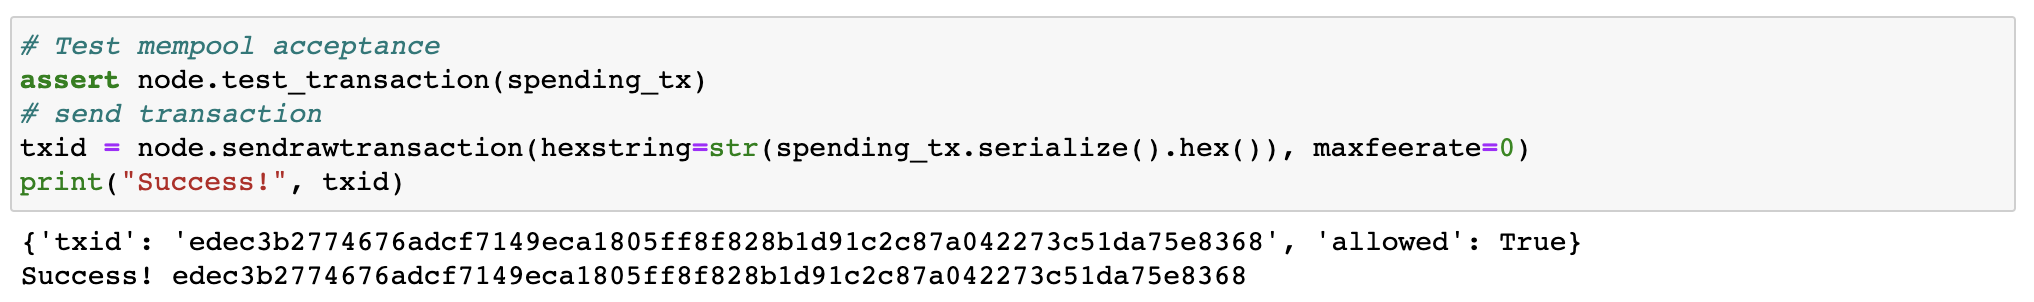 # Test mempool acceptance
assert node.test_transaction(spending_tx)
# send transaction
txid = node.sendrawtransaction(hexstring=str(spending_tx.serialize().hex()), maxfeerate=0)
print("Success!", txid)
{'txid': 'edec3b2774676adcf7149eca1805ff8f828b1d91c2c87a042273c51da75e8368', 'allowed': True}
Success! edec3b2774676adcf7149eca1805ff8f828b1d91c2c87a042273c51da75e8368